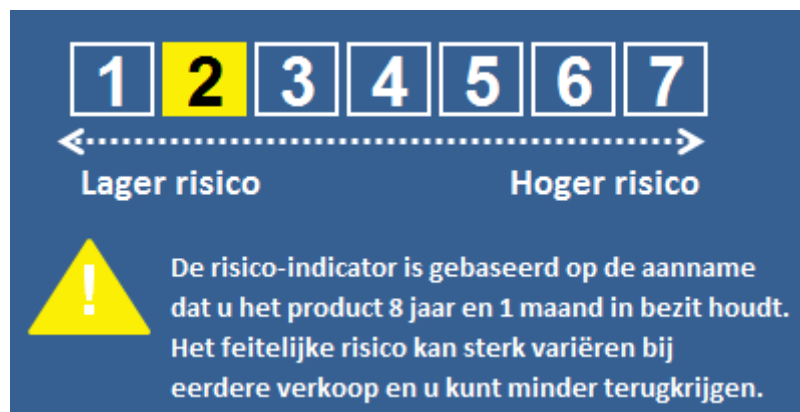 1 2 3 4 5 6 7
Lager risico Hoger risico
!
De risico-indicator is gebaseerd op de aanname
dat u het product 8 jaar en 1 maand in bezit houdt.
Het feitelijke risico kan sterk variëren bij
eerdere verkoop en u kunt minder terugkrijgen.